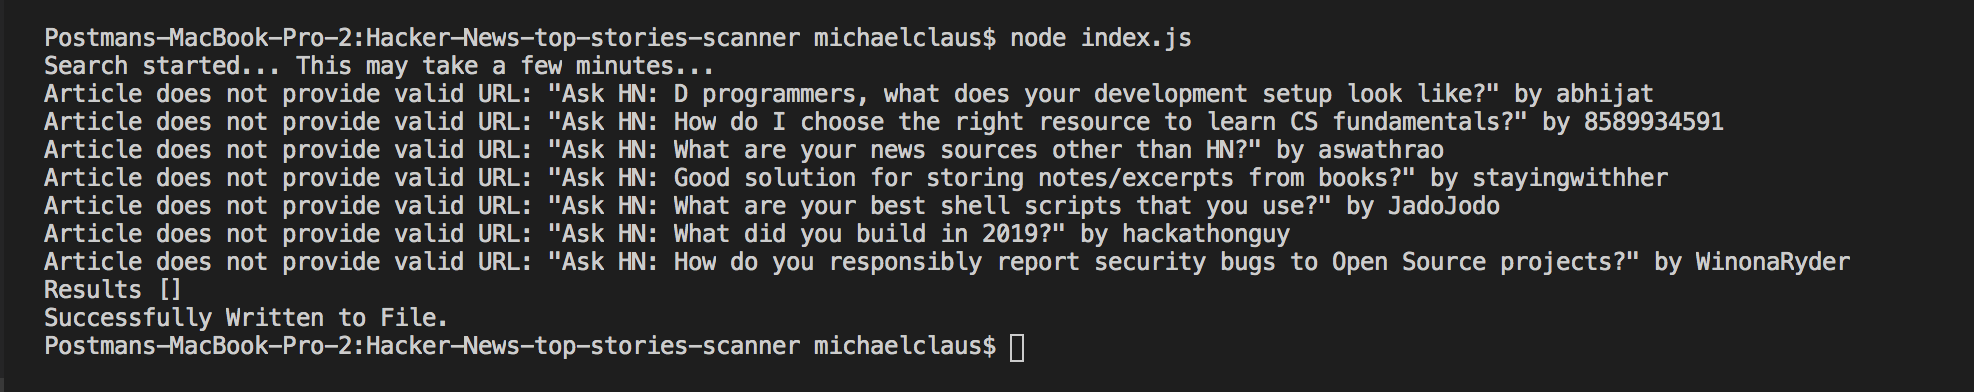 Postmans-MacBook-Pro-2:Hacker-News-top-stories-scanner michaelclaus$ node index.js
Search started... This may take a few minutes...
Article does not provide valid URL: "Ask HN: D programmers, what does your development setup look like?" by abhijat
Article does not provide valid URL: "Ask HN: How do I choose the right resource to learn CS fundamentals?" by 8589934591
Article does not provide valid URL: "Ask HN: What are your news sources other than HN?" by aswathrao
Article does not provide valid URL: "Ask HN: Good solution for storing notes/excerpts from books?" by stayingwithher
Article does not provide valid URL: "Ask HN: What are your best shell scripts that you use?" by JadoJodo
Article does not provide valid URL: "Ask HN: What did you build in 2019?" by hackathonguy
Article does not provide valid URL: "Ask HN: How do you responsibly report security bugs to Open Source projects?" by WinonaRyder
Results []
Successfully Written to File.
Postmans-MacBook-Pro-2:Hacker-News-top-stories-scanner michaelclaus$